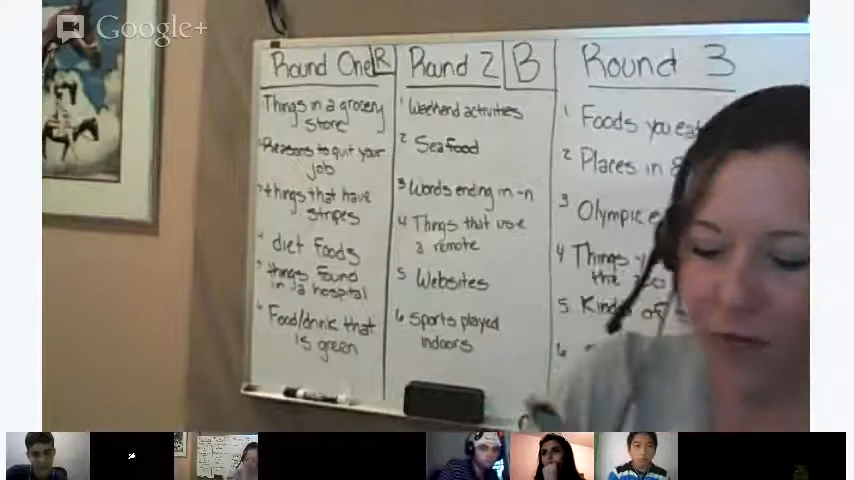 Google+
Round One R
Things in a grocery
store
Reasons to quit your
job
things that have
stripes
diet foods
5 things found
in a hospital
6 Food/drink that
is green
Round 2 B
1 Weekend activities
2 Seafood
3 Words ending in -n
4 Things that use
a remote
5 Websites
6 Sports played
indoors
Round 3
1 Foods you eat
2 Places in
3 Olympic
4 Things
the
5 Kinds of
6